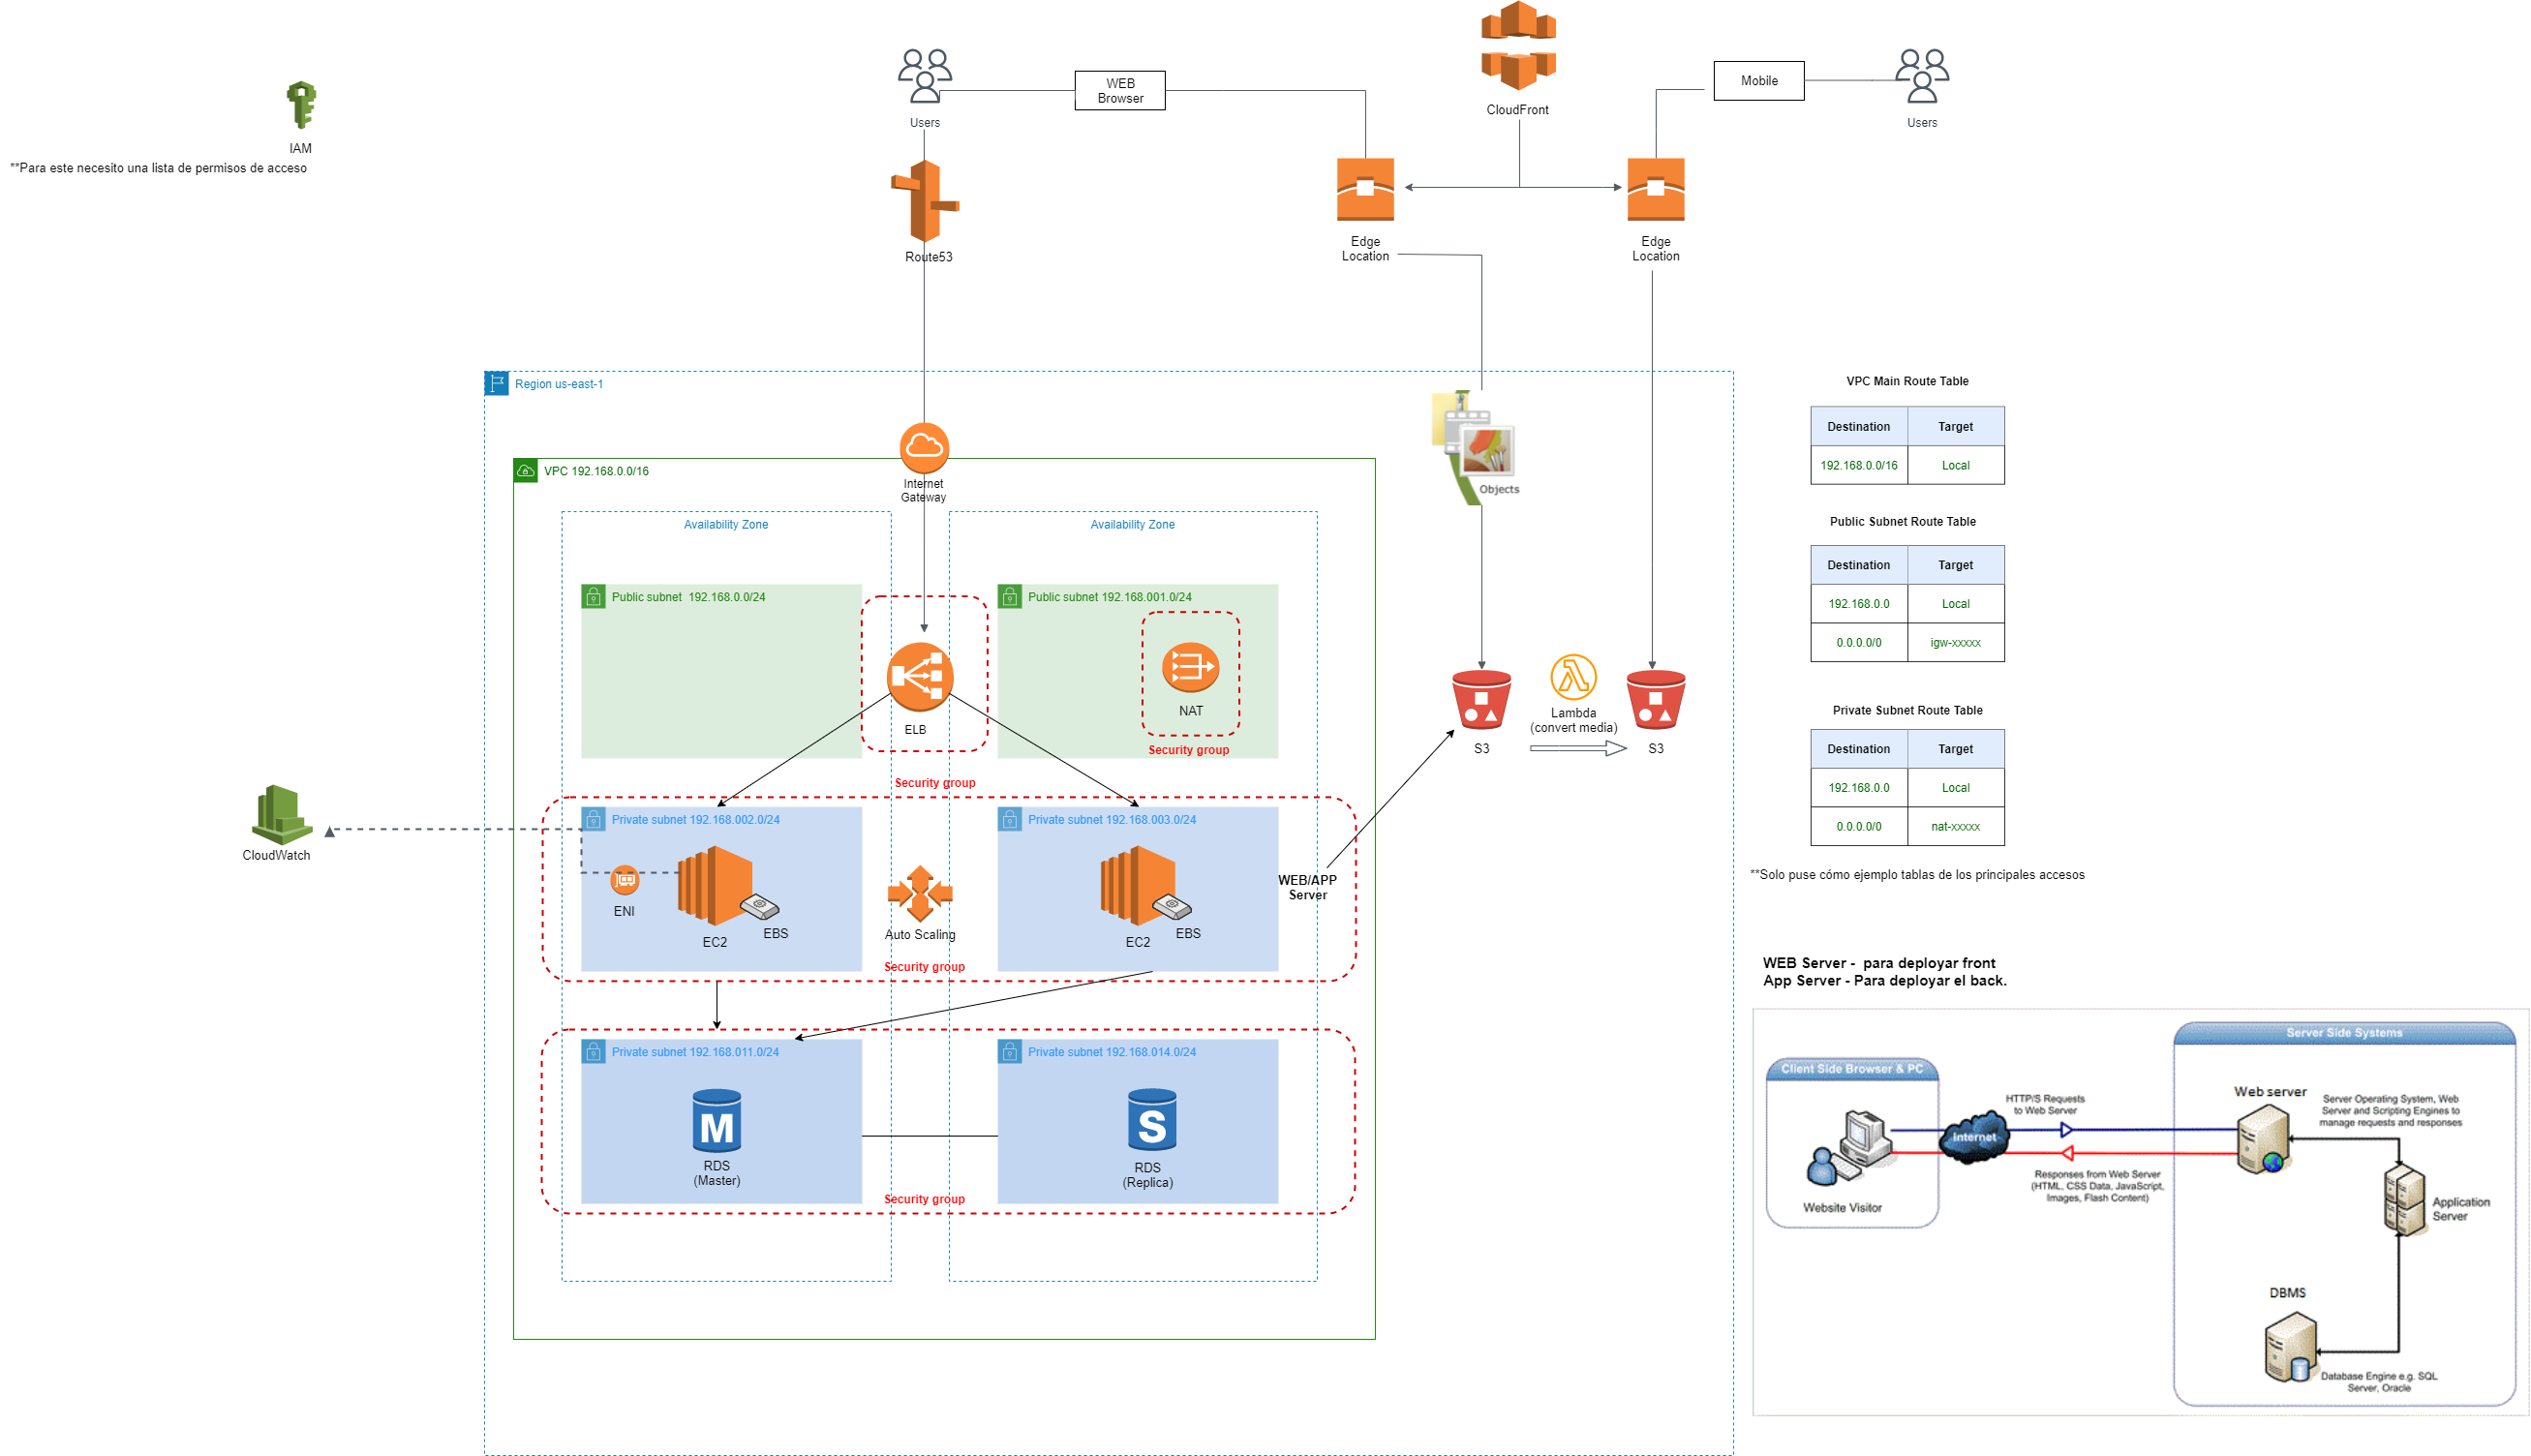 Users
WEB
Browser
CloudFront
Mobile
Users
IAM
**Para este necesito una lista de permisos de acceso
Route53
Edge
Location
Edge
Location
Region us-east-1
VPC 192.168.0.0/16
Internet
Gateway
Objects
Availability Zone
Availability Zone
Public subnet  192.168.0.0/24
Public subnet 192.168.001.0/24
ELB
NAT
Security group
Security group
S3
Lambda
(convert media)
S3
CloudWatch
Private subnet 192.168.002.0/24
Private subnet 192.168.003.0/24
ENI
EC2
EBS
Auto Scaling
EC2
EBS
WEB/APP
Server
Security group
Private subnet 192.168.011.0/24
Private subnet 192.168.014.0/24
M
RDS
(Master)
S
RDS
(Replica)
Security group
VPC Main Route Table
Destination Target
192.168.0.0/16 Local
Public Subnet Route Table
Destination Target
192.168.0.0 Local
0.0.0.0/0 igw-xxxxx
Private Subnet Route Table
Destination Target
192.168.0.0 Local
0.0.0.0/0 nat-xxxxx
**Solo puse cómo ejemplo tablas de los principales accesos
WEB Server -  para deployar front
App Server - Para deployar el back.
Server Side Systems
Client Side Browser & PC
HTTP/S Requests
to Web Server
Internet
Responses from Web Server
(HTML, CSS Data, JavaScript,
Images, Flash Content)
Website Visitor
Web server
Server Operating System, Web
Server and Scripting Engines to
manage requests and responses
Application
Server
DBMS
Database Engine e.g. SQL
Server, Oracle